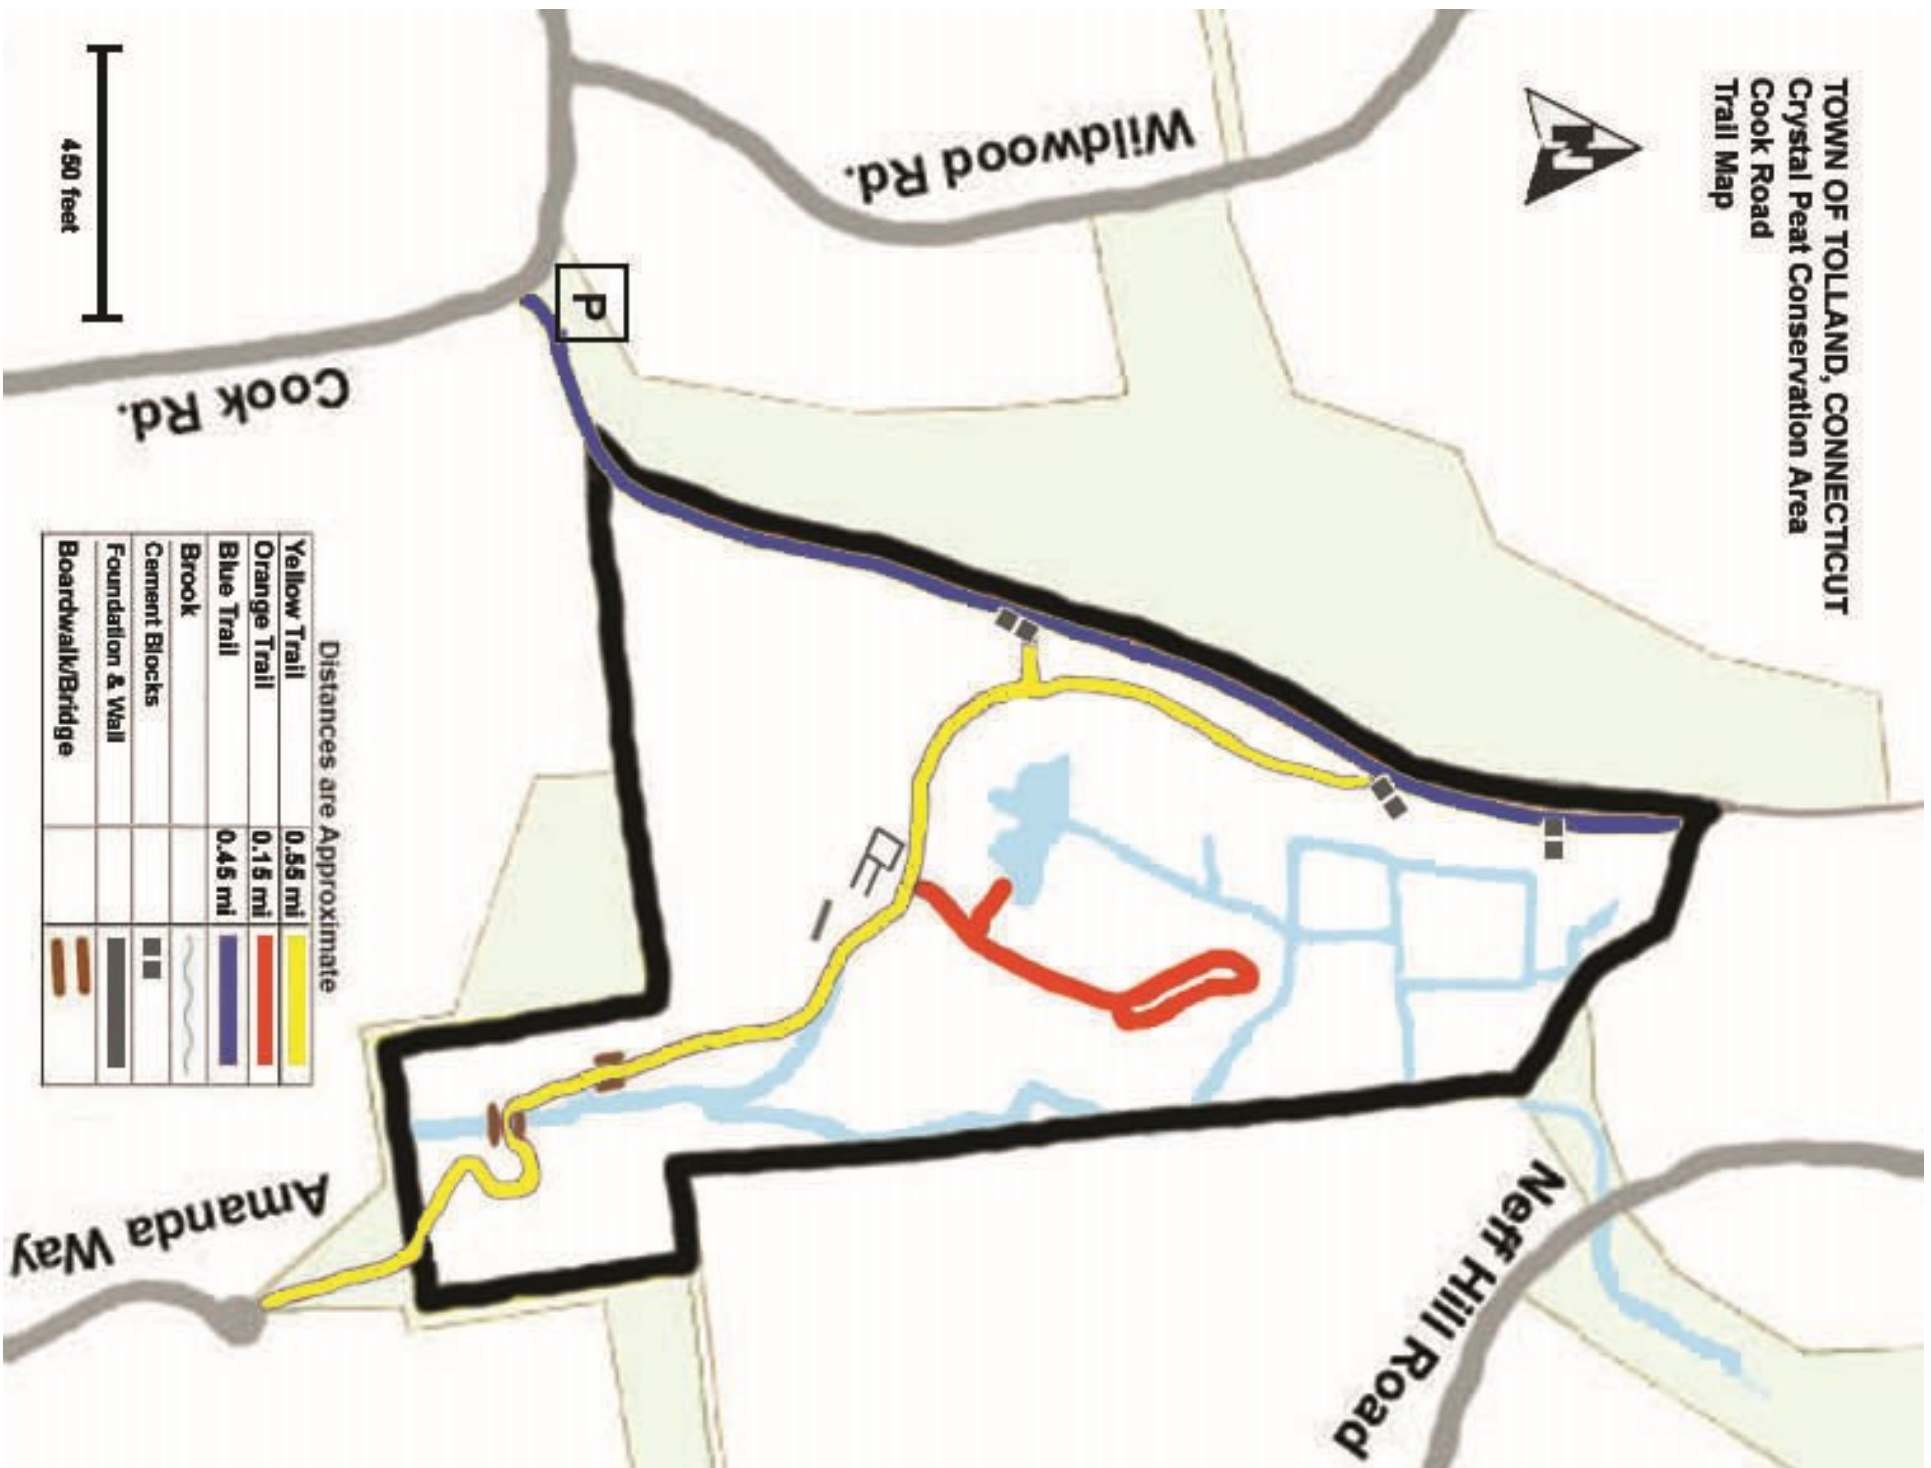 TOWN OF TOLLAND, CONNECTICUT
Crystal Peat Conservation Area
Cook Road
Trail Map
N
Wildwood Rd.
P
Cook Rd.
450 feet
Neff Hill Road
Amanda Way
Distances are Approximate
Yellow Trail 0.55 mi
Orange Trail 0.15 mi
Blue Trail 0.45 mi
Brook
Cement Blocks
Foundation & Wall
Boardwalk/Bridge